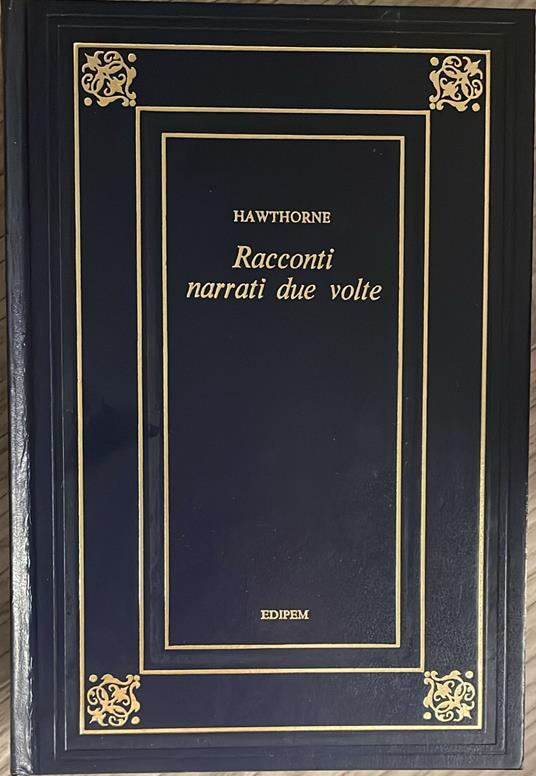 HAWTHORNE
Racconti
narrati due volte
EDIPEM